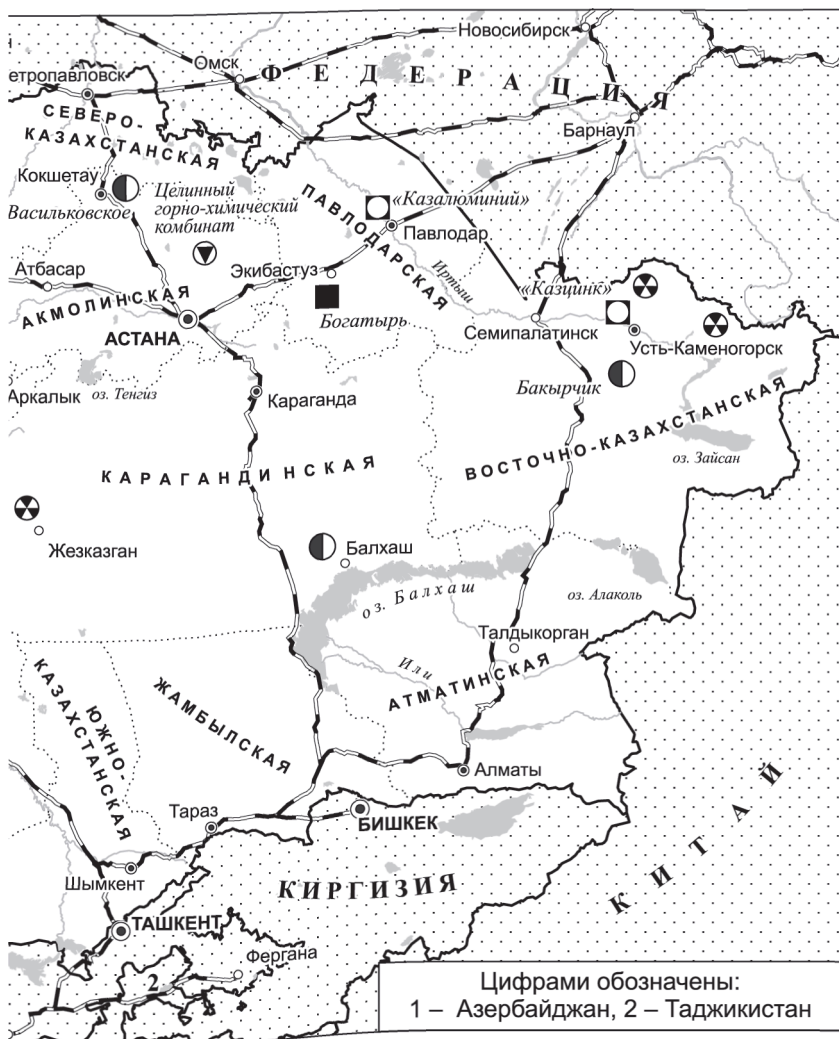 Новосибирск
Омск
етропавловск
ФЕДЕРАЦИЯ
Барнаул
СЕВЕРО-
КАЗАХСТАНСКАЯ
Кокшетау
Васильковское
Целинный
горно-химический
комбинат
ПАВЛОДАРСКАЯ
«Казалюминий»
Павлодар
Иртыш
Атбасар
Экибастуз
«Казцинк»
АКМОЛИНСКАЯ
АСТАНА
Богатырь
Семипалатинск
Усть-Каменогорск
Аркалык
оз. Тенгиз
Караганда
Бакырчик
ВОСТОЧНО-КАЗАХСТАНСКАЯ
оз. Зайсан
КАРАГАНДИНСКАЯ
Жезказган
Балхаш
оз. Балхаш
оз. Алаколь
Талдыкорган
Или
АТМАТИНСКАЯ
ЮЖНО-
КАЗАХСТАНСКАЯ
ЖАМБЫЛСКАЯ
Алматы
Тараз
БИШКЕК
КИТАЙ
Шымкент
КИРГИЗИЯ
ТАШКЕНТ
Фергана
2
Цифрами обозначены:
1 – Азербайджан, 2 – Таджикистан